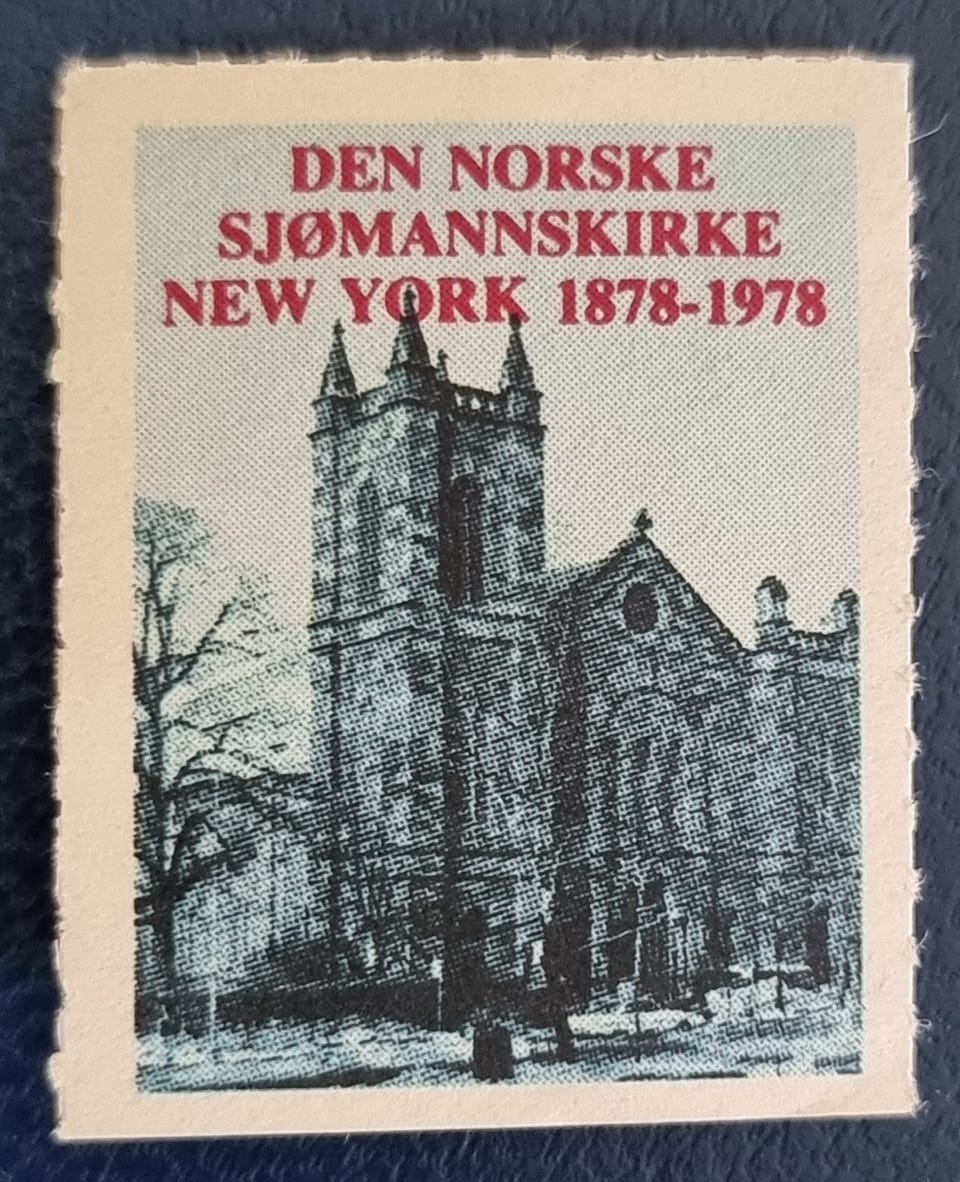 DEN NORSKE
SJØMANNSKIRKE
NEW YORK 1878-1978